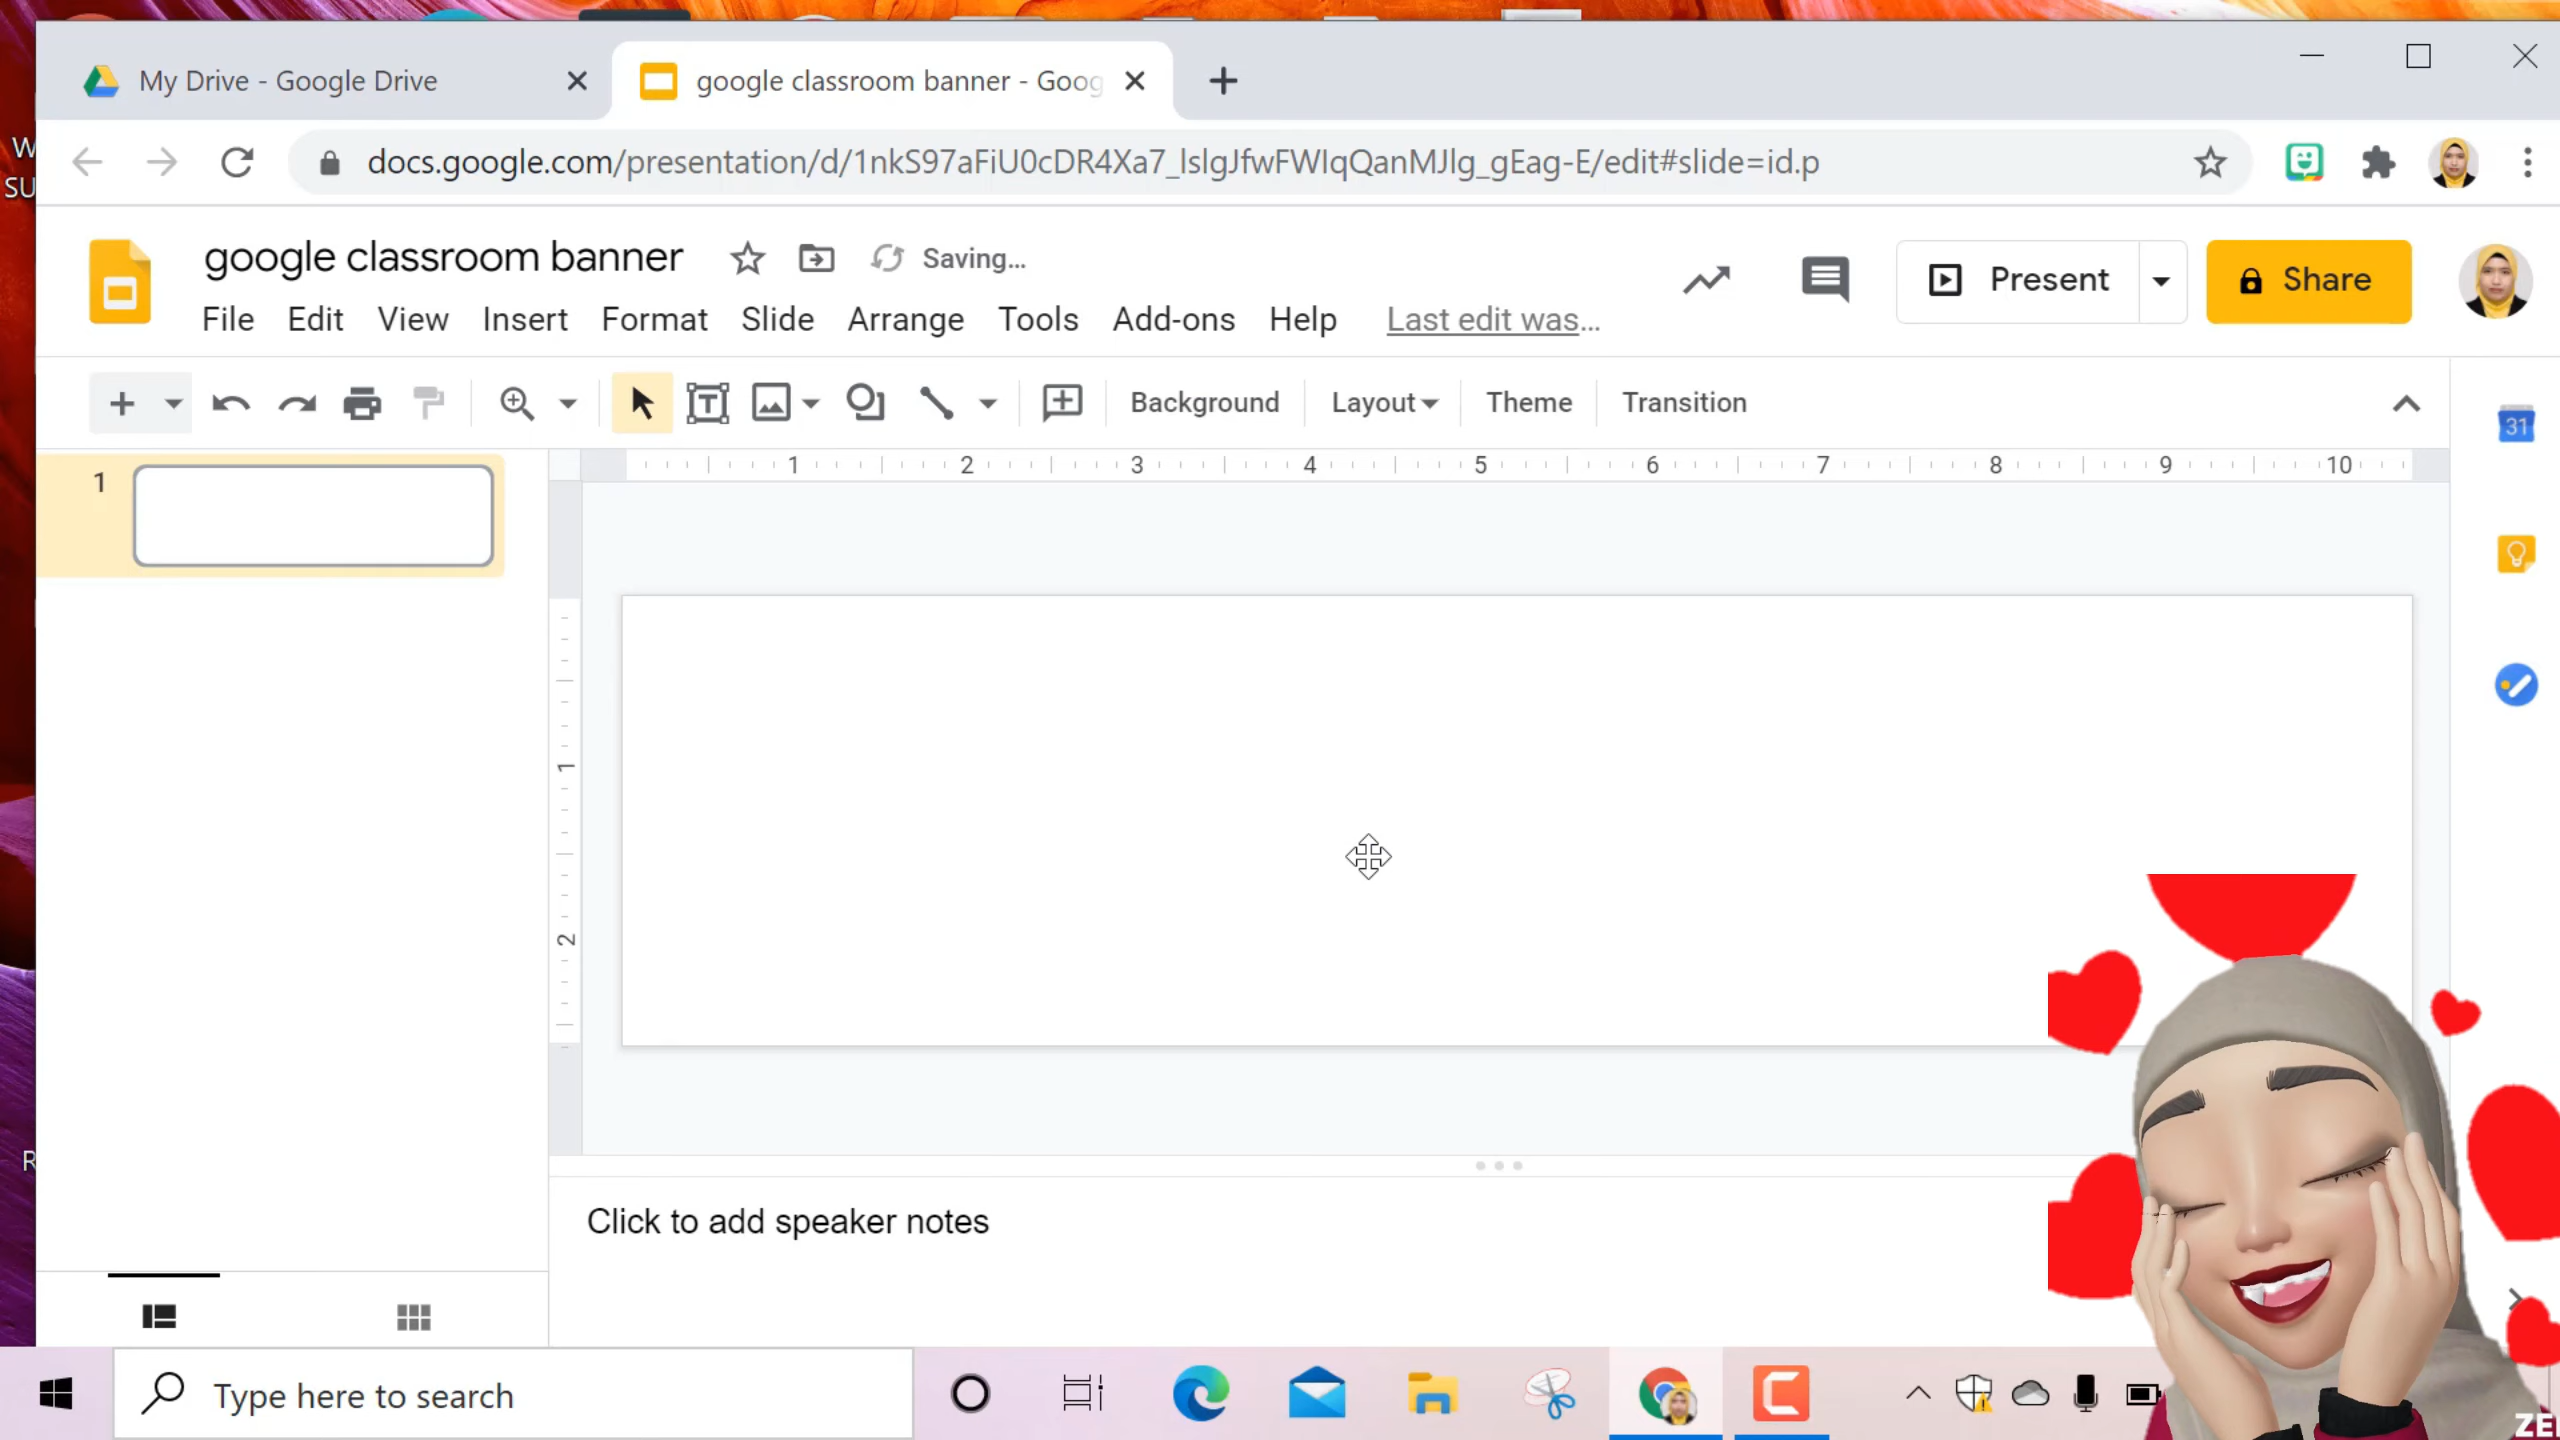 My Drive - Google Drive
google classroom banner - Goog
W
SU
docs.google.com/presentation/d/1nkS97aFiU0cDR4Xa7_lslgJfwFWIqQanMJlg_gEag-E/edit#slide=id.p
google classroom banner
Saving...
File Edit View Insert Format Slide Arrange Tools Add-ons Help Last edit was...
Present
Share
Background Layout Theme Transition
31
1 2 3 4 5 6 7 8 9 10
1
1
2
R
Click to add speaker notes
Type here to search
ZE